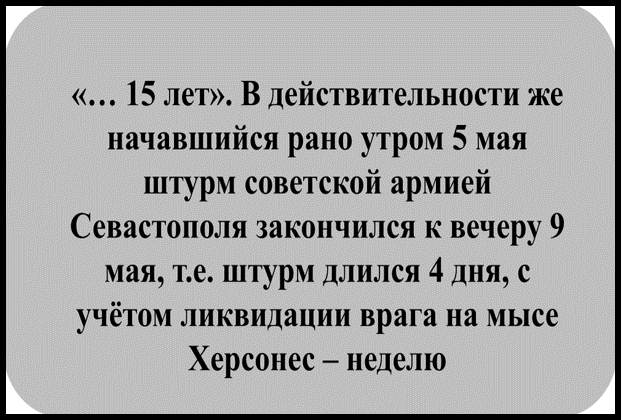 «… 15 лет». В действительности же
начавшийся рано утром 5 мая
штурм советской армией
Севастополя закончился к вечеру 9
мая, т.е. штурм длился 4 дня, с
учётом ликвидации врага на мысе
Херсонес – неделю